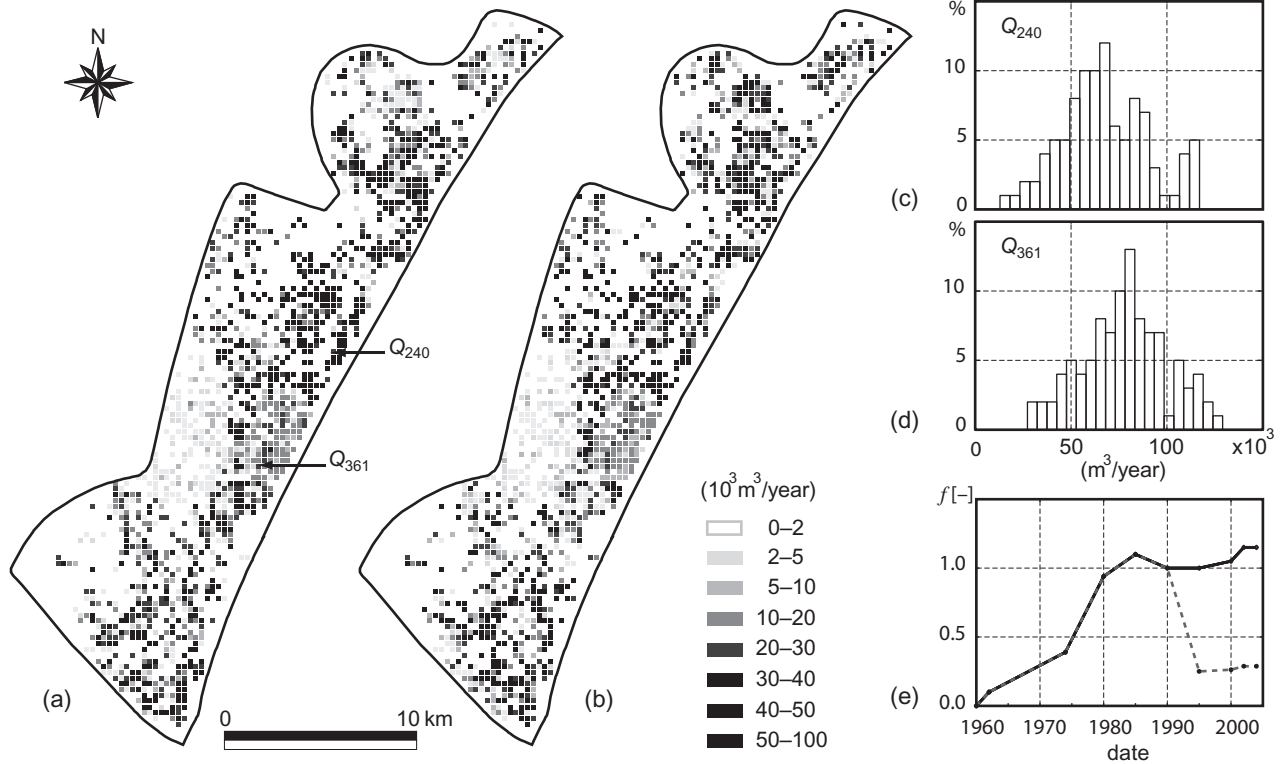 N
Q240
Q361
(a)
0 10 km
(b)
(10³m³/year)
0–2
2–5
5–10
10–20
20–30
30–40
40–50
50–100
%
Q240
10
5
0
(c)
%
Q361
10
5
0
(d)
0 50 100 x10³
(m³/year)
f [–]
1.0
0.5
0.0
(e)
1960 1970 1980 1990 2000
date